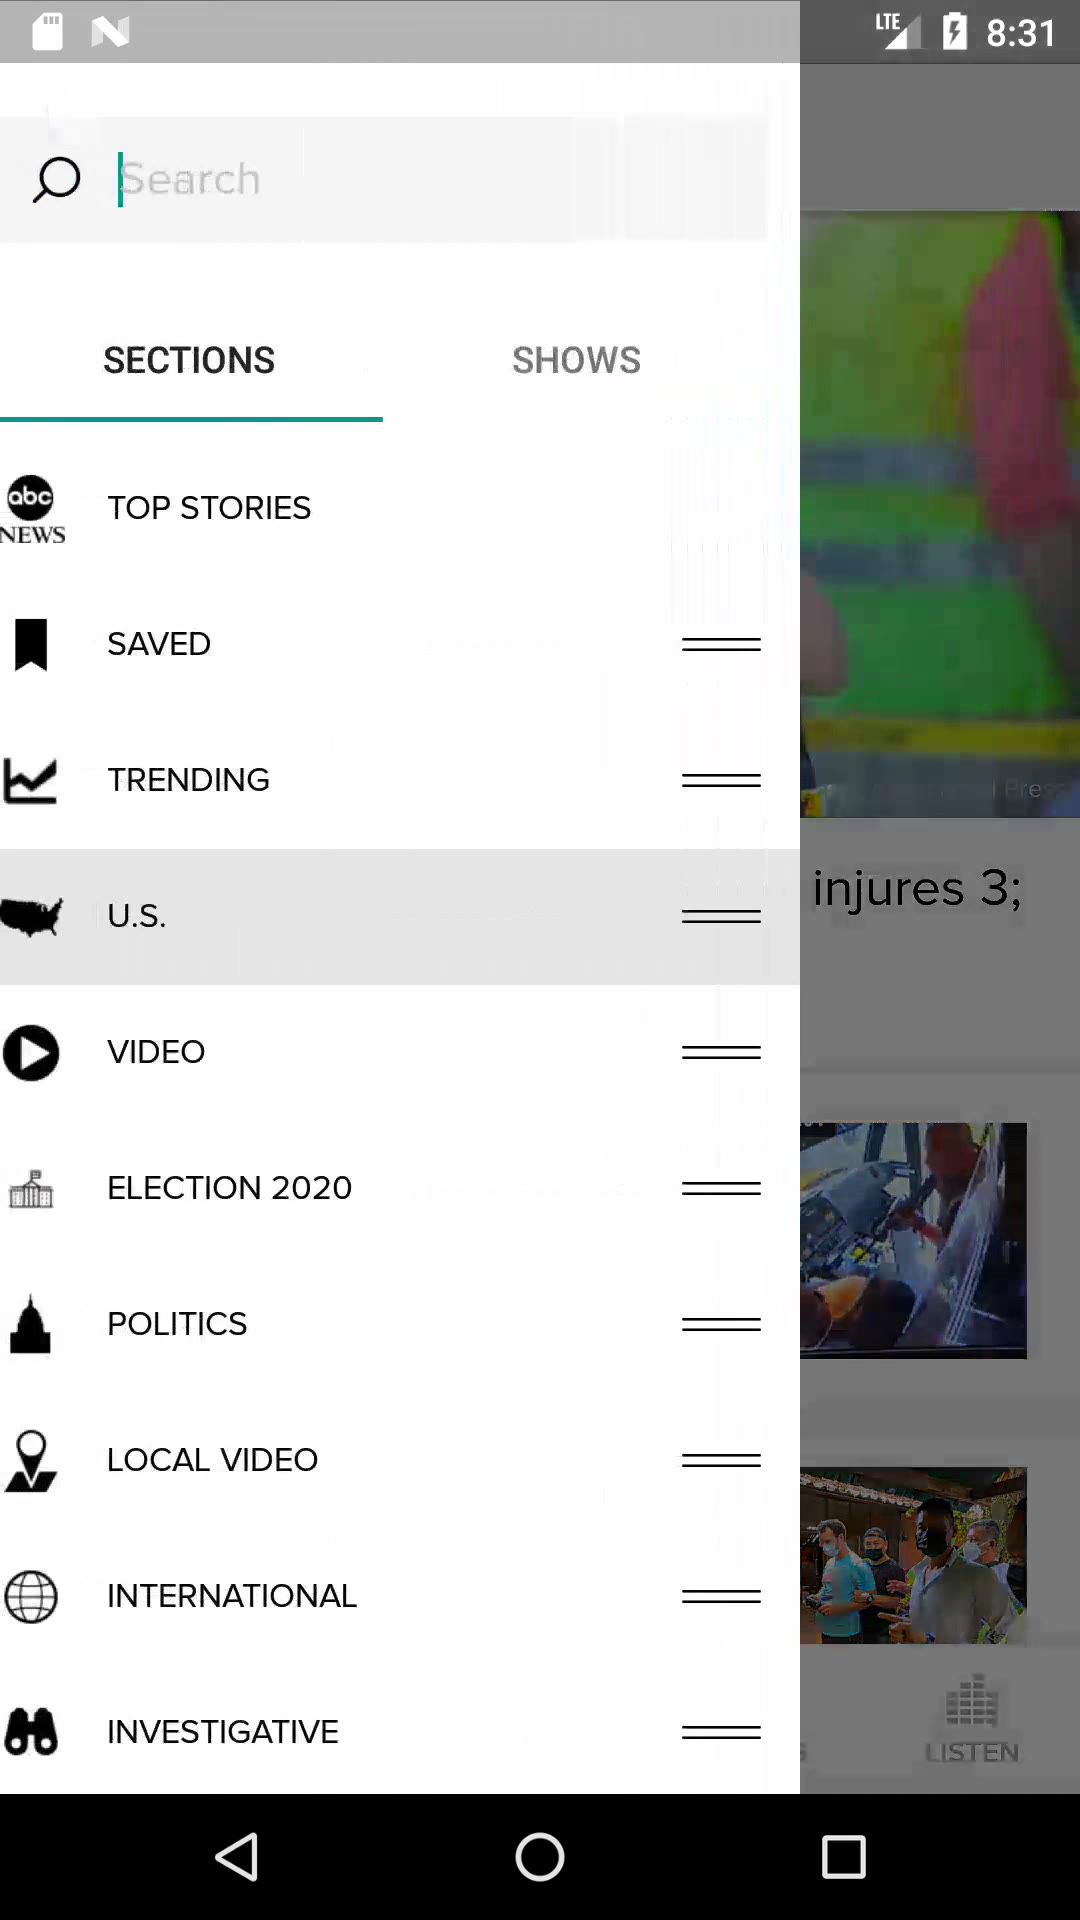 LTE 8:31
Search
SECTIONS SHOWS
abc NEWS
TOP STORIES
SAVED
TRENDING
U.S.
VIDEO
ELECTION 2020
POLITICS
LOCAL VIDEO
INTERNATIONAL
INVESTIGATIVE
Press
injures 3;
LISTEN